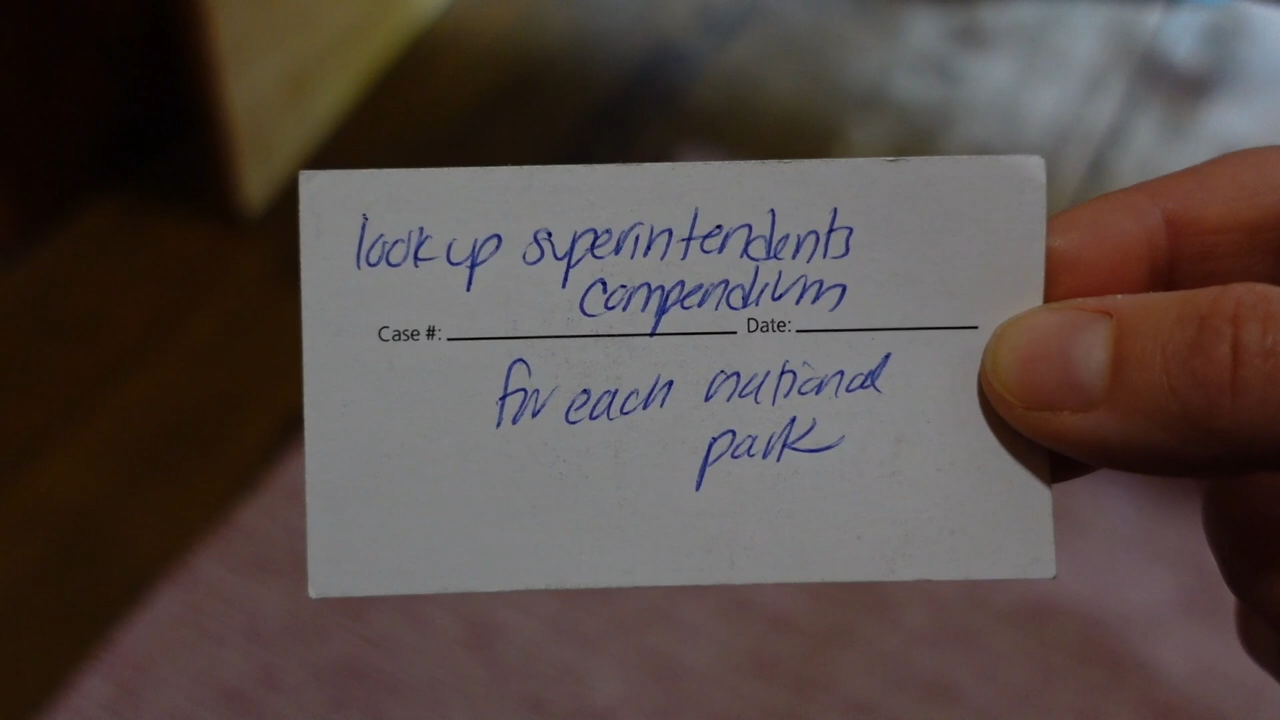 look up superintendents
compendium
Case #: Date:
for each national
park